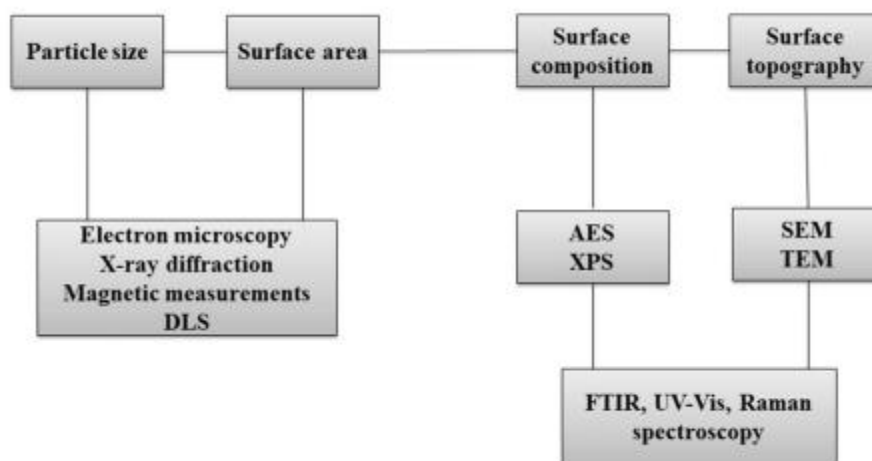 Particle size
Surface area
Surface
composition
Surface
topography
Electron microscopy
X-ray diffraction
Magnetic measurements
DLS
AES
XPS
SEM
TEM
FTIR, UV-Vis, Raman
spectroscopy